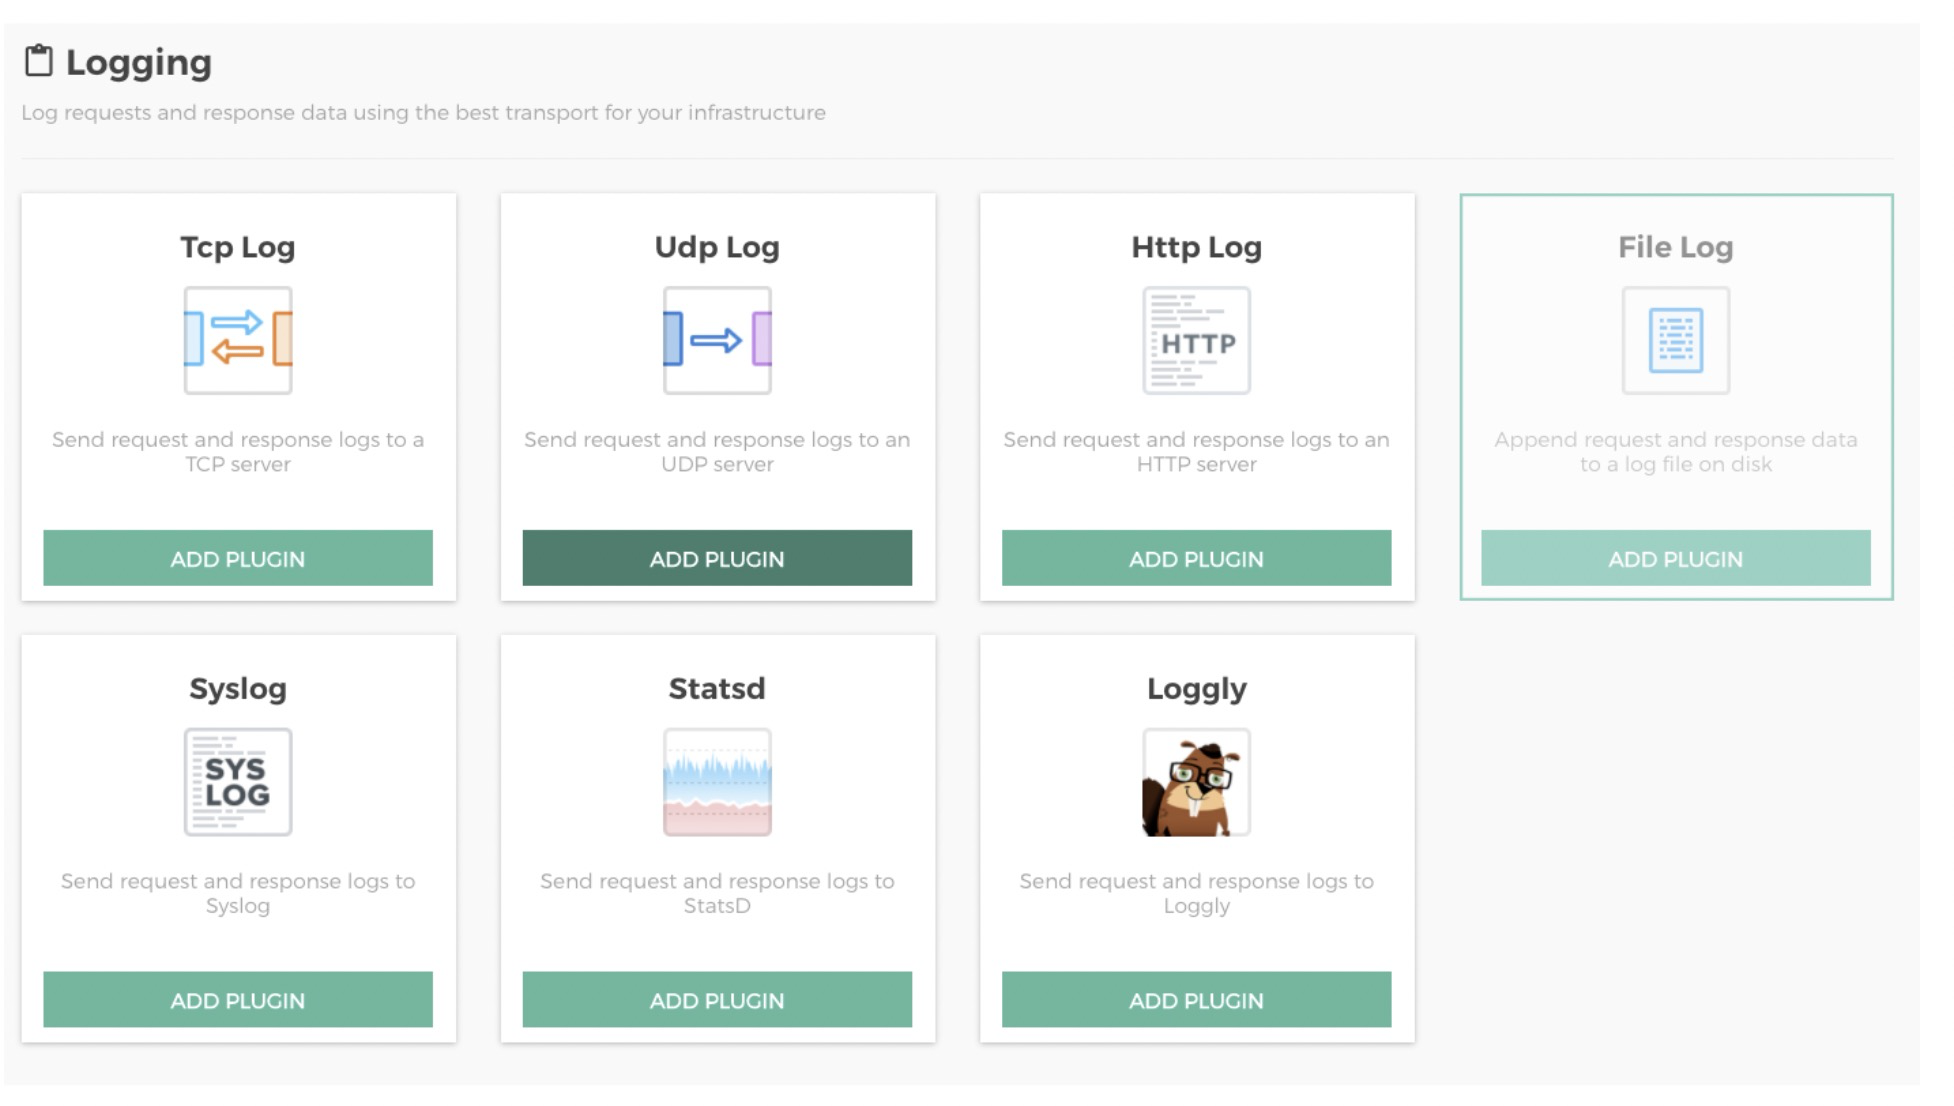 Logging
Log requests and response data using the best transport for your infrastructure
Tcp Log
Send request and response logs to a
TCP server
ADD PLUGIN
Udp Log
Send request and response logs to an
UDP server
ADD PLUGIN
Http Log
HTTP
Send request and response logs to an
HTTP server
ADD PLUGIN
File Log
Append request and response data
to a log file on disk
ADD PLUGIN
Syslog
SYS
LOG
Send request and response logs to
Syslog
ADD PLUGIN
Statsd
Send request and response logs to
StatsD
ADD PLUGIN
Loggly
Send request and response logs to
Loggly
ADD PLUGIN